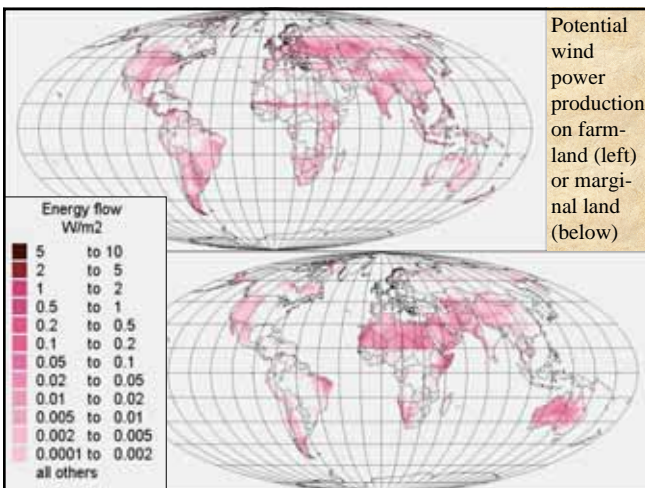 Potential
wind
power
production
on farm-
land (left)
or margi-
nal land
(below)
Energy flow
W/m2
5 to 10
2 to 5
1 to 2
0.5 to 1
0.2 to 0.5
0.1 to 0.2
0.05 to 0.1
0.02 to 0.05
0.01 to 0.02
0.005 to 0.01
0.002 to 0.005
0.0001 to 0.002
all others